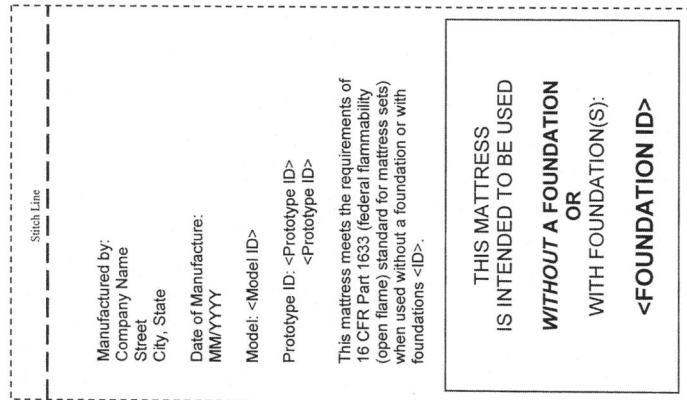 Stitch Line
Manufactured by:
Company Name
Street
City, State
Date of Manufacture:
MM/YYYY
Model: <Model ID>
Prototype ID: <Prototype ID>
<Prototype ID>
This mattress meets the requirements of
16 CFR Part 1633 (federal flammability
(open flame) standard for mattress sets)
when used without a foundation or with
foundations <ID>.
THIS MATTRESS
IS INTENDED TO BE USED
WITHOUT A FOUNDATION
OR
WITH FOUNDATION(S):
<FOUNDATION ID>